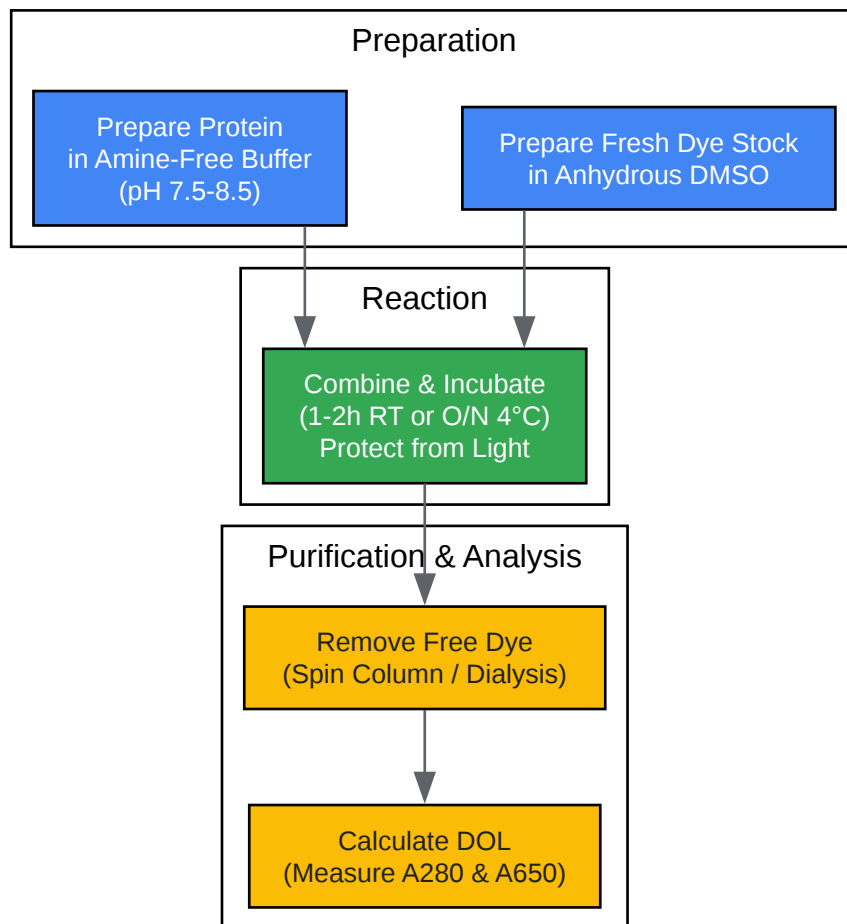 Preparation
Prepare Protein
in Amine-Free Buffer
(pH 7.5-8.5)
Prepare Fresh Dye Stock
in Anhydrous DMSO
Reaction
Combine & Incubate
(1-2h RT or O/N 4°C)
Protect from Light
Purification & Analysis
Remove Free Dye
(Spin Column / Dialysis)
Calculate DOL
(Measure A280 & A650)